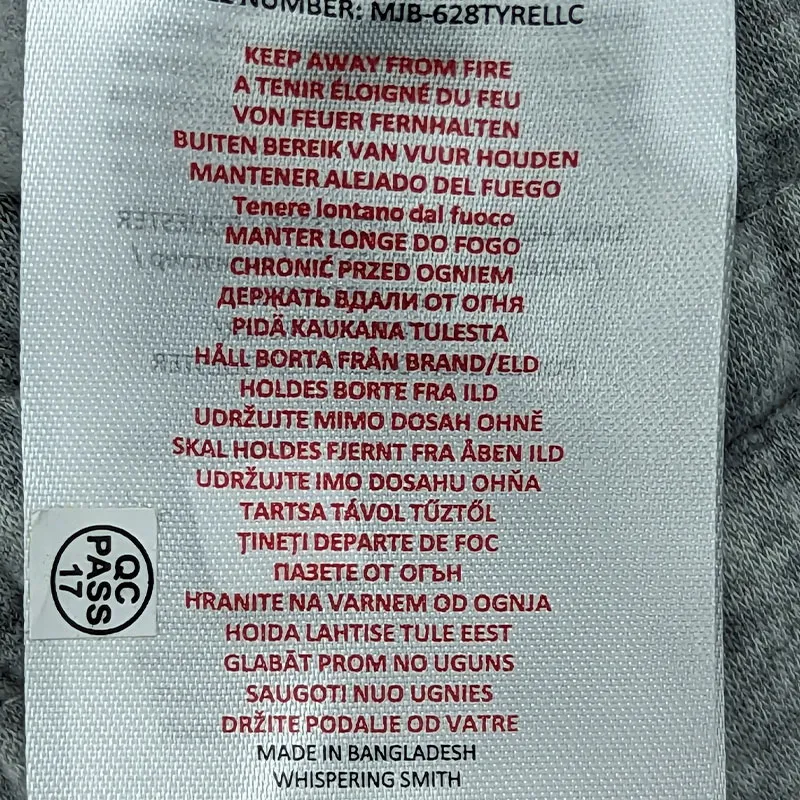 NUMBER: MJB-628TYRELLC
KEEP AWAY FROM FIRE
A TENIR ÉLOIGNÉ DU FEU
VON FEUER FERNHALTEN
BUITEN BEREIK VAN VUUR HOUDEN
MANTENER ALEJADO DEL FUEGO
Tenere lontano dal fuoco
MANTER LONGE DO FOGO
CHRONIĆ PRZED OGNIEM
ДЕРЖАТЬ ВДАЛИ ОТ ОГНЯ
PIDÄ KAUKANA TULESTA
HÅLL BORTA FRÅN BRAND/ELD
HOLDES BORTE FRA ILD
UDRŽUJTE MIMO DOSAH OHNĚ
SKAL HOLDES FJERNT FRA ÅBEN ILD
UDRŽUJTE IMO DOSAHU OHŇA
TARTSA TÁVOL TŰZTŐL
ȚINEȚI DEPARTE DE FOC
ПАЗЕТЕ ОТ ОГЪН
HRANITE NA VARNEM OD OGNJA
HOIDA LAHTISE TULE EEST
GLABĀT PROM NO UGUNS
SAUGOTI NUO UGNIES
DRŽITE PODALJE OD VATRE
MADE IN BANGLADESH
WHISPERING SMITH
QC
PASS
17